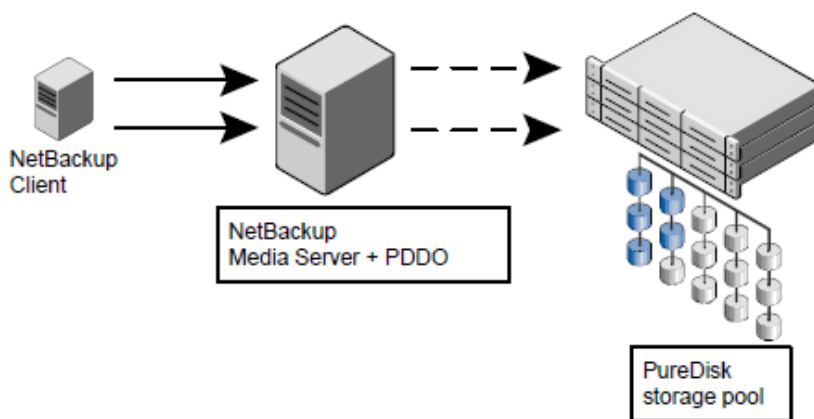 NetBackup
Client
NetBackup
Media Server + PDDO
PureDisk
storage pool